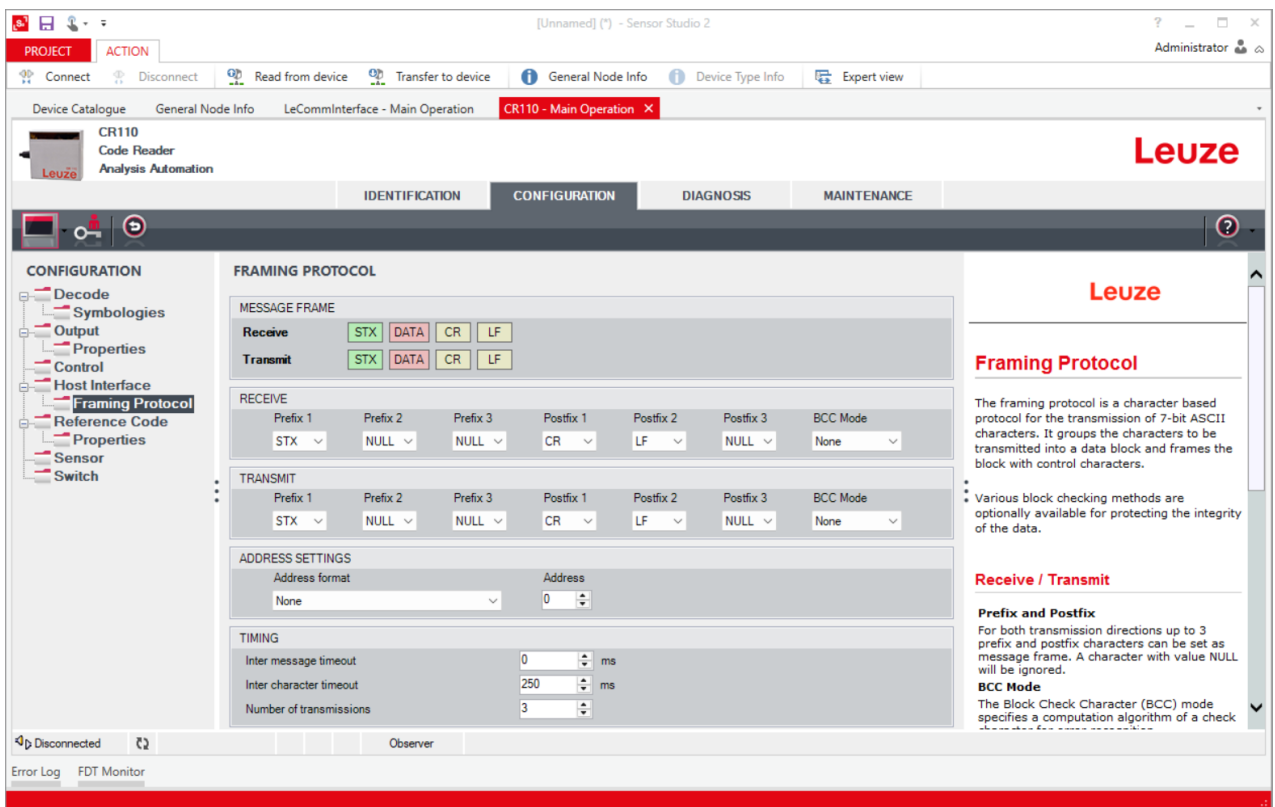 [Unnamed] (*) - Sensor Studio 2
PROJECT ACTION Administrator
Connect Disconnect Read from device Transfer to device General Node Info Device Type Info Expert view
Device Catalogue General Node Info LeCommInterface - Main Operation CR110 - Main Operation X
CR110
Code Reader
Analysis Automation
Leuze
Leuze
IDENTIFICATION CONFIGURATION DIAGNOSIS MAINTENANCE
CONFIGURATION
Decode
Symbologies
Output
Properties
Control
Host Interface
Framing Protocol
Reference Code
Properties
Sensor
Switch
FRAMING PROTOCOL
MESSAGE FRAME
Receive STX DATA CR LF
Transmit STX DATA CR LF
RECEIVE
Prefix 1 Prefix 2 Prefix 3 Postfix 1 Postfix 2 Postfix 3 BCC Mode
STX NULL NULL CR LF NULL None
TRANSMIT
Prefix 1 Prefix 2 Prefix 3 Postfix 1 Postfix 2 Postfix 3 BCC Mode
STX NULL NULL CR LF NULL None
ADDRESS SETTINGS
Address format Address
None 0
TIMING
Inter message timeout 0 ms
Inter character timeout 250 ms
Number of transmissions 3
Leuze
Framing Protocol
The framing protocol is a character based
protocol for the transmission of 7-bit ASCII
characters. It groups the characters to be
transmitted into a data block and frames the
block with control characters.
Various block checking methods are
optionally available for protecting the integrity
of the data.
Receive / Transmit
Prefix and Postfix
For both transmission directions up to 3
prefix and postfix characters can be set as
message frame. A character with value NULL
will be ignored.
BCC Mode
The Block Check Character (BCC) mode
specifies a computation algorithm of a check
character for error recognition
Disconnected Observer
Error Log FDT Monitor